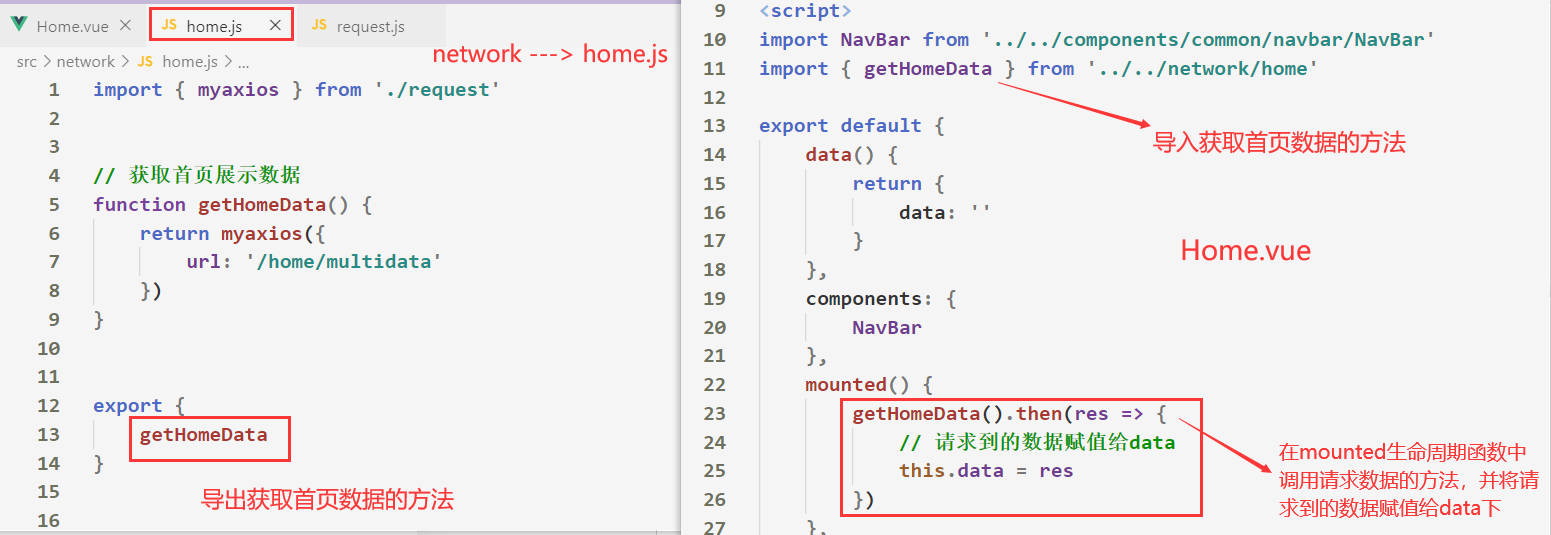 Home.vue
JS home.js
JS request.js
src > network > JS home.js > ...
network ---> home.js
1 import { myaxios } from './request'
2
3
4 // 获取首页展示数据
5 function getHomeData() {
6 return myaxios({
7 url: '/home/multidata'
8 })
9 }
10
11
12 export {
13 getHomeData
14 }
15
导出获取首页数据的方法
16
9 <script>
10 import NavBar from '../../components/common/navbar/NavBar'
11 import { getHomeData } from '../../network/home'
12
13 export default {
导入获取首页数据的方法
14 data() {
15 return {
16 data: ''
17 }
Home.vue
18 },
19 components: {
20 NavBar
21 },
22 mounted() {
23 getHomeData().then(res => {
24 // 请求到的数据赋值给data
25 this.data = res
26 })
27 },
在mounted生命周期函数中
调用请求数据的方法，并将请
求到的数据赋值给data下